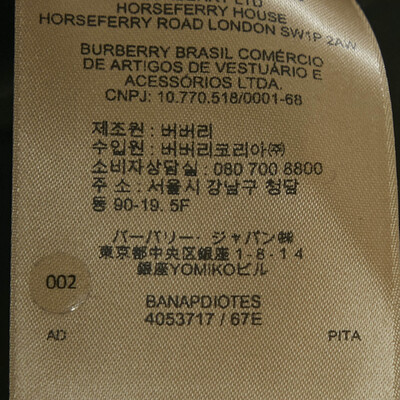 HORSEFERRY HOUSE
HORSEFERRY ROAD LONDON SW1P 2AW
BURBERRY BRASIL COMÉRCIO
DE ARTIGOS DE VESTUÁRIO E
ACESSÓRIOS LTDA.
CNPJ: 10.770.518/0001-68
제조원 : 버버리
수입원 : 버버리코리아㈜
소비자상담실 : 080 700 8800
주 소 : 서울시 강남구 청담
동 90-19. 5F
バーバリー・ジャパン㈱
東京都中央区銀座1-8-14
銀座YOMIKOビル
002
BANAPDIOTES
4053717 / 67E
AD PITA